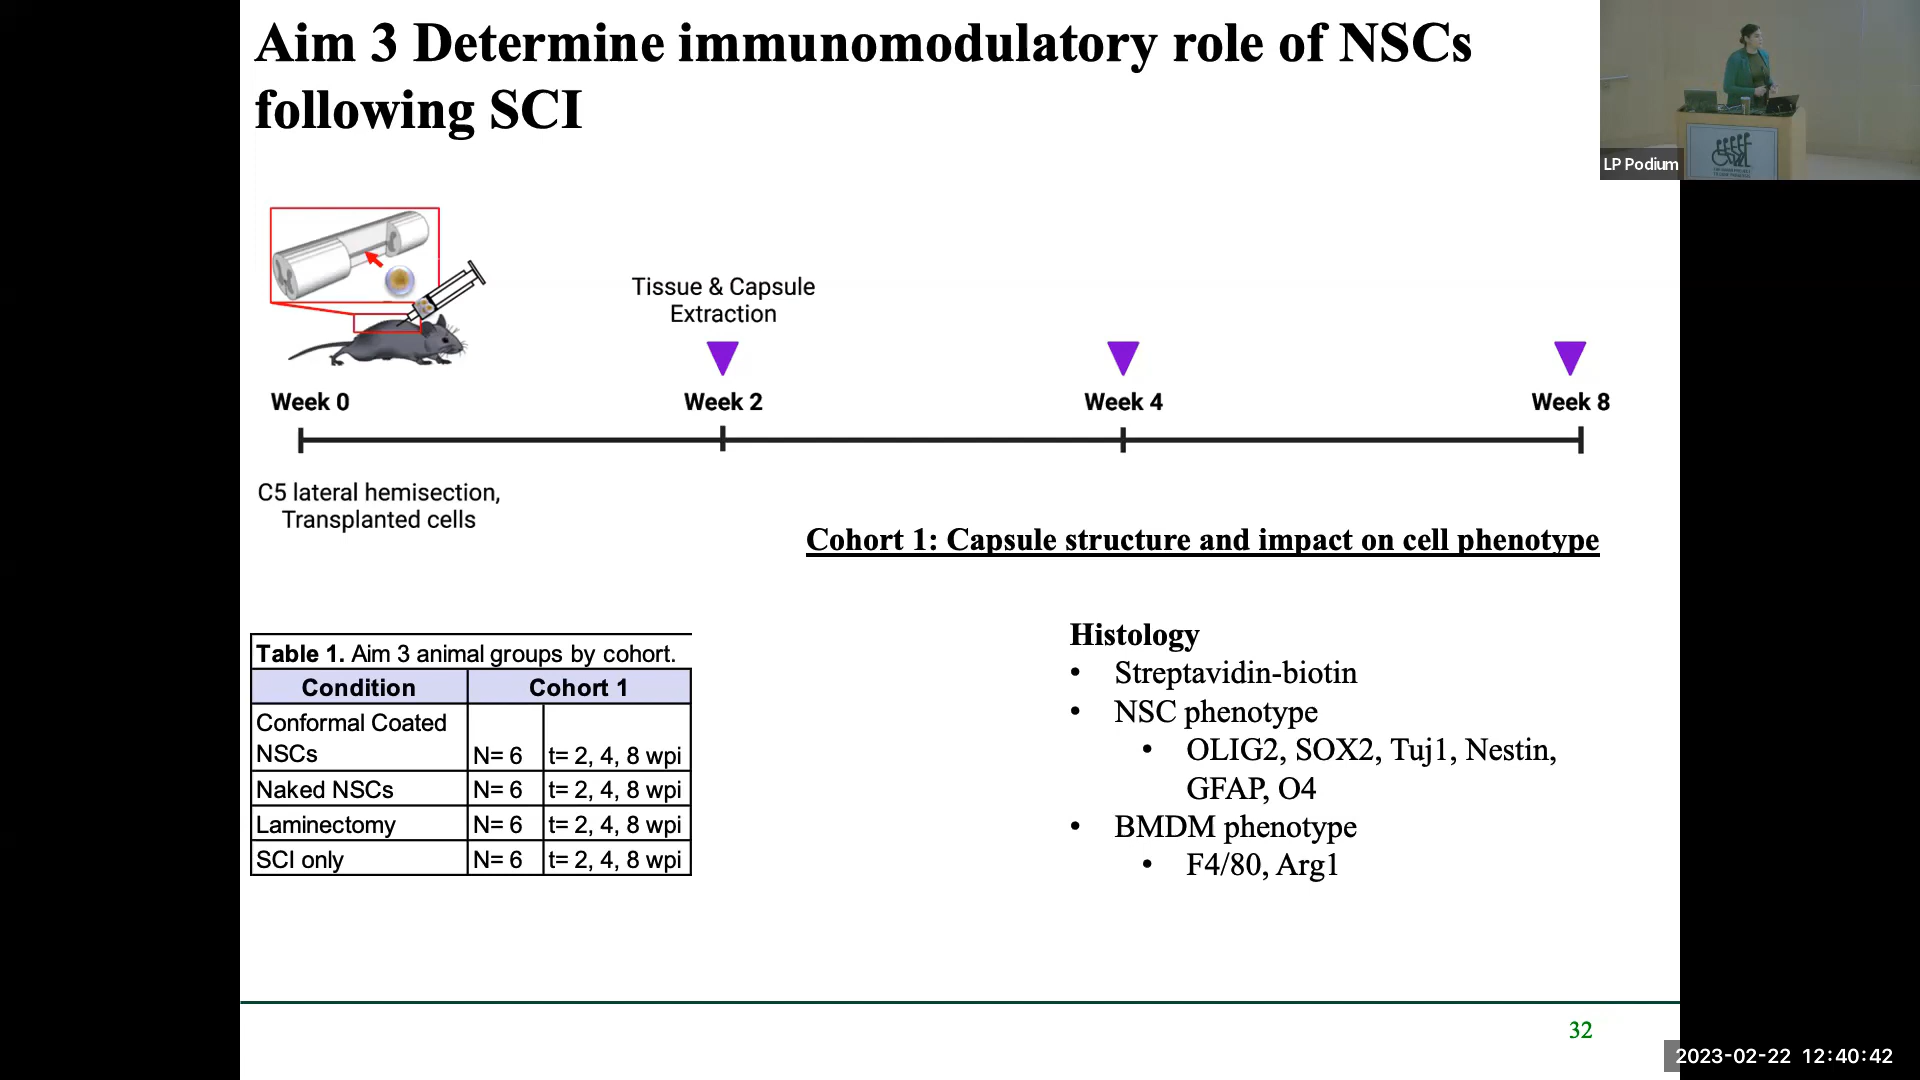 Aim 3 Determine immunomodulatory role of NSCs
following SCI
LP Podium
Tissue & Capsule
Extraction
Week 0
Week 2
Week 4
Week 8
C5 lateral hemisection,
Transplanted cells
Cohort 1: Capsule structure and impact on cell phenotype
Table 1. Aim 3 animal groups by cohort.
Condition Cohort 1
Conformal Coated
NSCs N= 6 t= 2, 4, 8 wpi
Naked NSCs N= 6 t= 2, 4, 8 wpi
Laminectomy N= 6 t= 2, 4, 8 wpi
SCI only N= 6 t= 2, 4, 8 wpi
Histology
• Streptavidin-biotin
• NSC phenotype
• OLIG2, SOX2, Tuj1, Nestin,
GFAP, O4
• BMDM phenotype
• F4/80, Arg1
32
2023-02-22 12:40:42